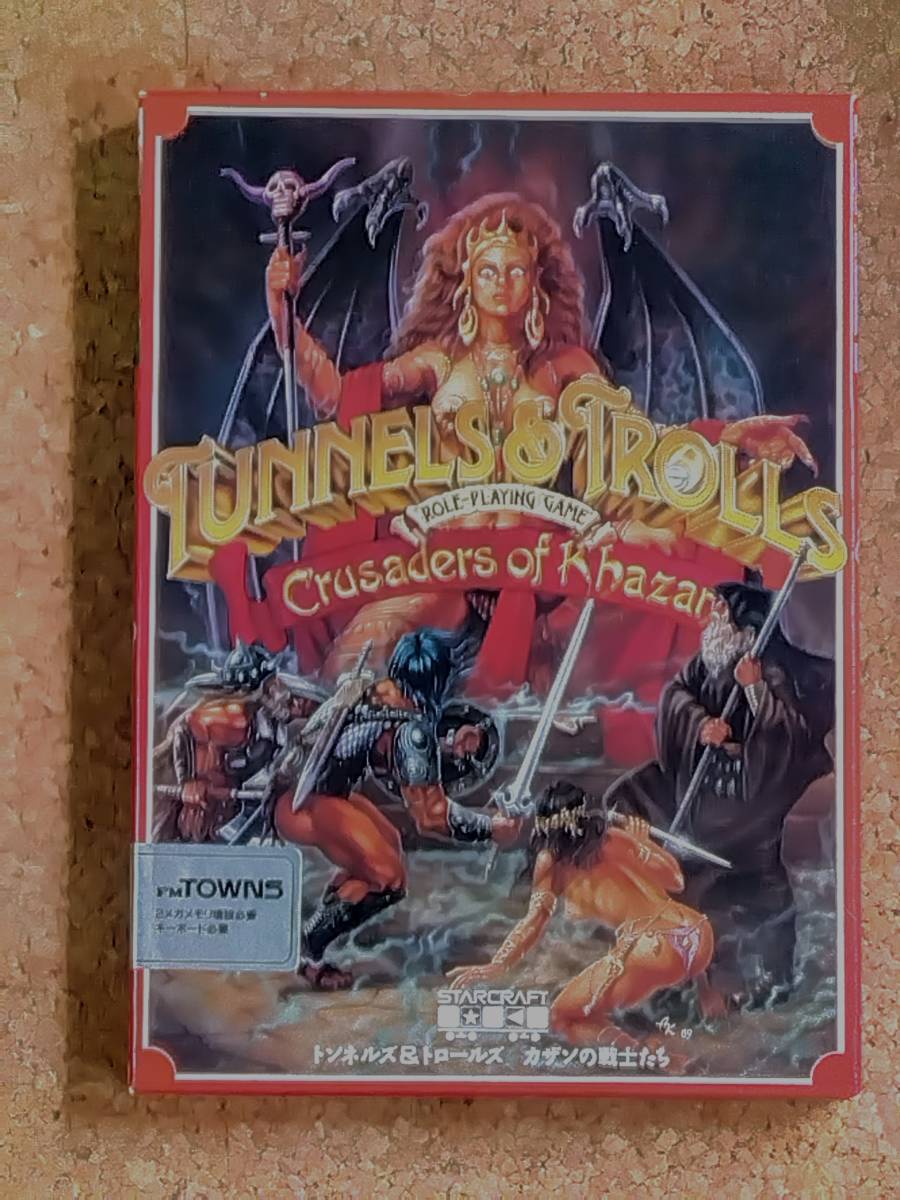 TUNNELS & TROLLS
ROLE-PLAYING GAME
Crusaders of Khazan
FM TOWNS
2メガメモリ増設必要
キーボード必要
STARCRAFT
トンネルズ&トロールズ カザンの戦士たち
89